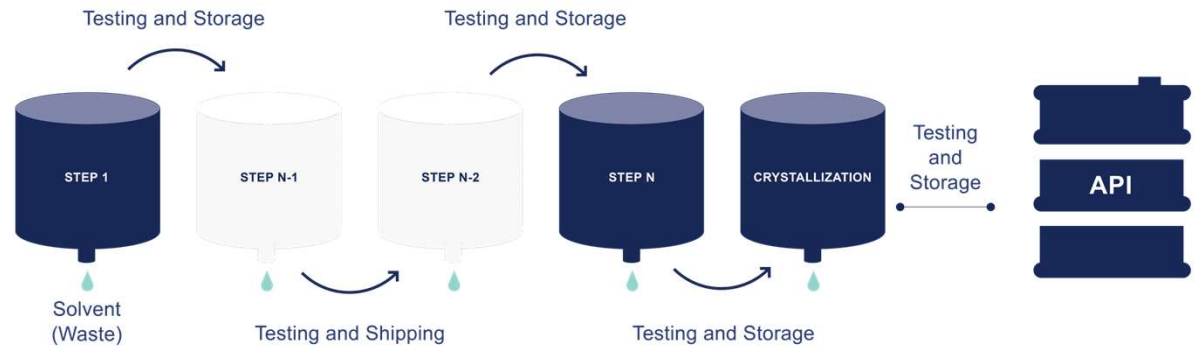 Testing and Storage
Testing and Storage
STEP 1
STEP N-1
STEP N-2
STEP N
CRYSTALLIZATION
Testing
and
Storage
API
Solvent
(Waste)
Testing and Shipping
Testing and Storage